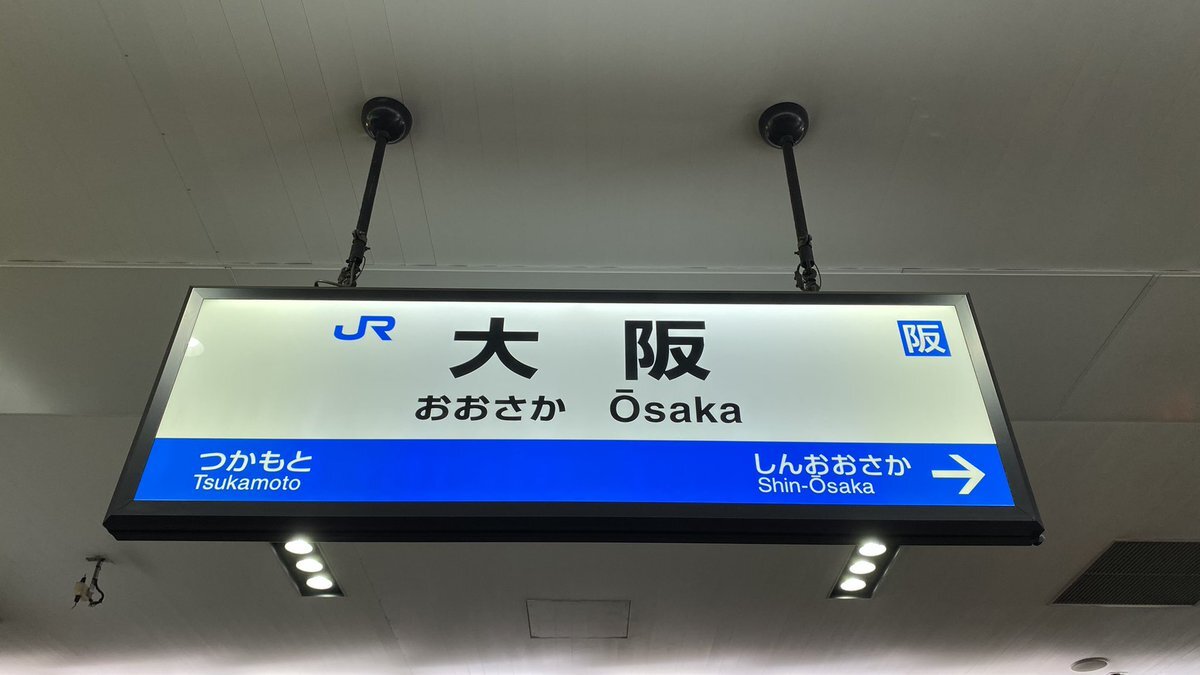 JR 大阪 阪
おおさか Ōsaka
つかもと しんおおさか →
Tsukamoto Shin-Ōsaka